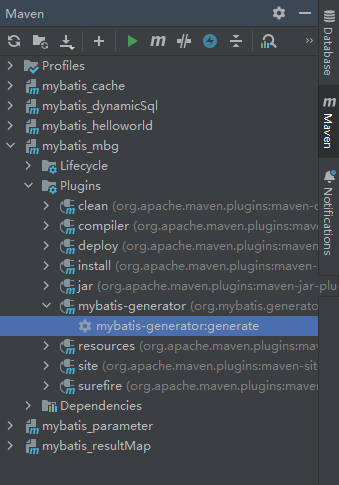 Maven
Profiles
mybatis_cache
mybatis_dynamicSql
mybatis_helloworld
mybatis_mbg
Lifecycle
Plugins
clean (org.apache.maven.plugins:maven-c
compiler (org.apache.maven.plugins:mave
deploy (org.apache.maven.plugins:maven
install (org.apache.maven.plugins:maven-
jar (org.apache.maven.plugins:maven-jar-plu
mybatis-generator (org.mybatis.generato
mybatis-generator:generate
resources (org.apache.maven.plugins:mav
site (org.apache.maven.plugins:maven-sit
surefire (org.apache.maven.plugins:mave
Dependencies
mybatis_parameter
mybatis_resultMap
Database
m
Maven
Notifications